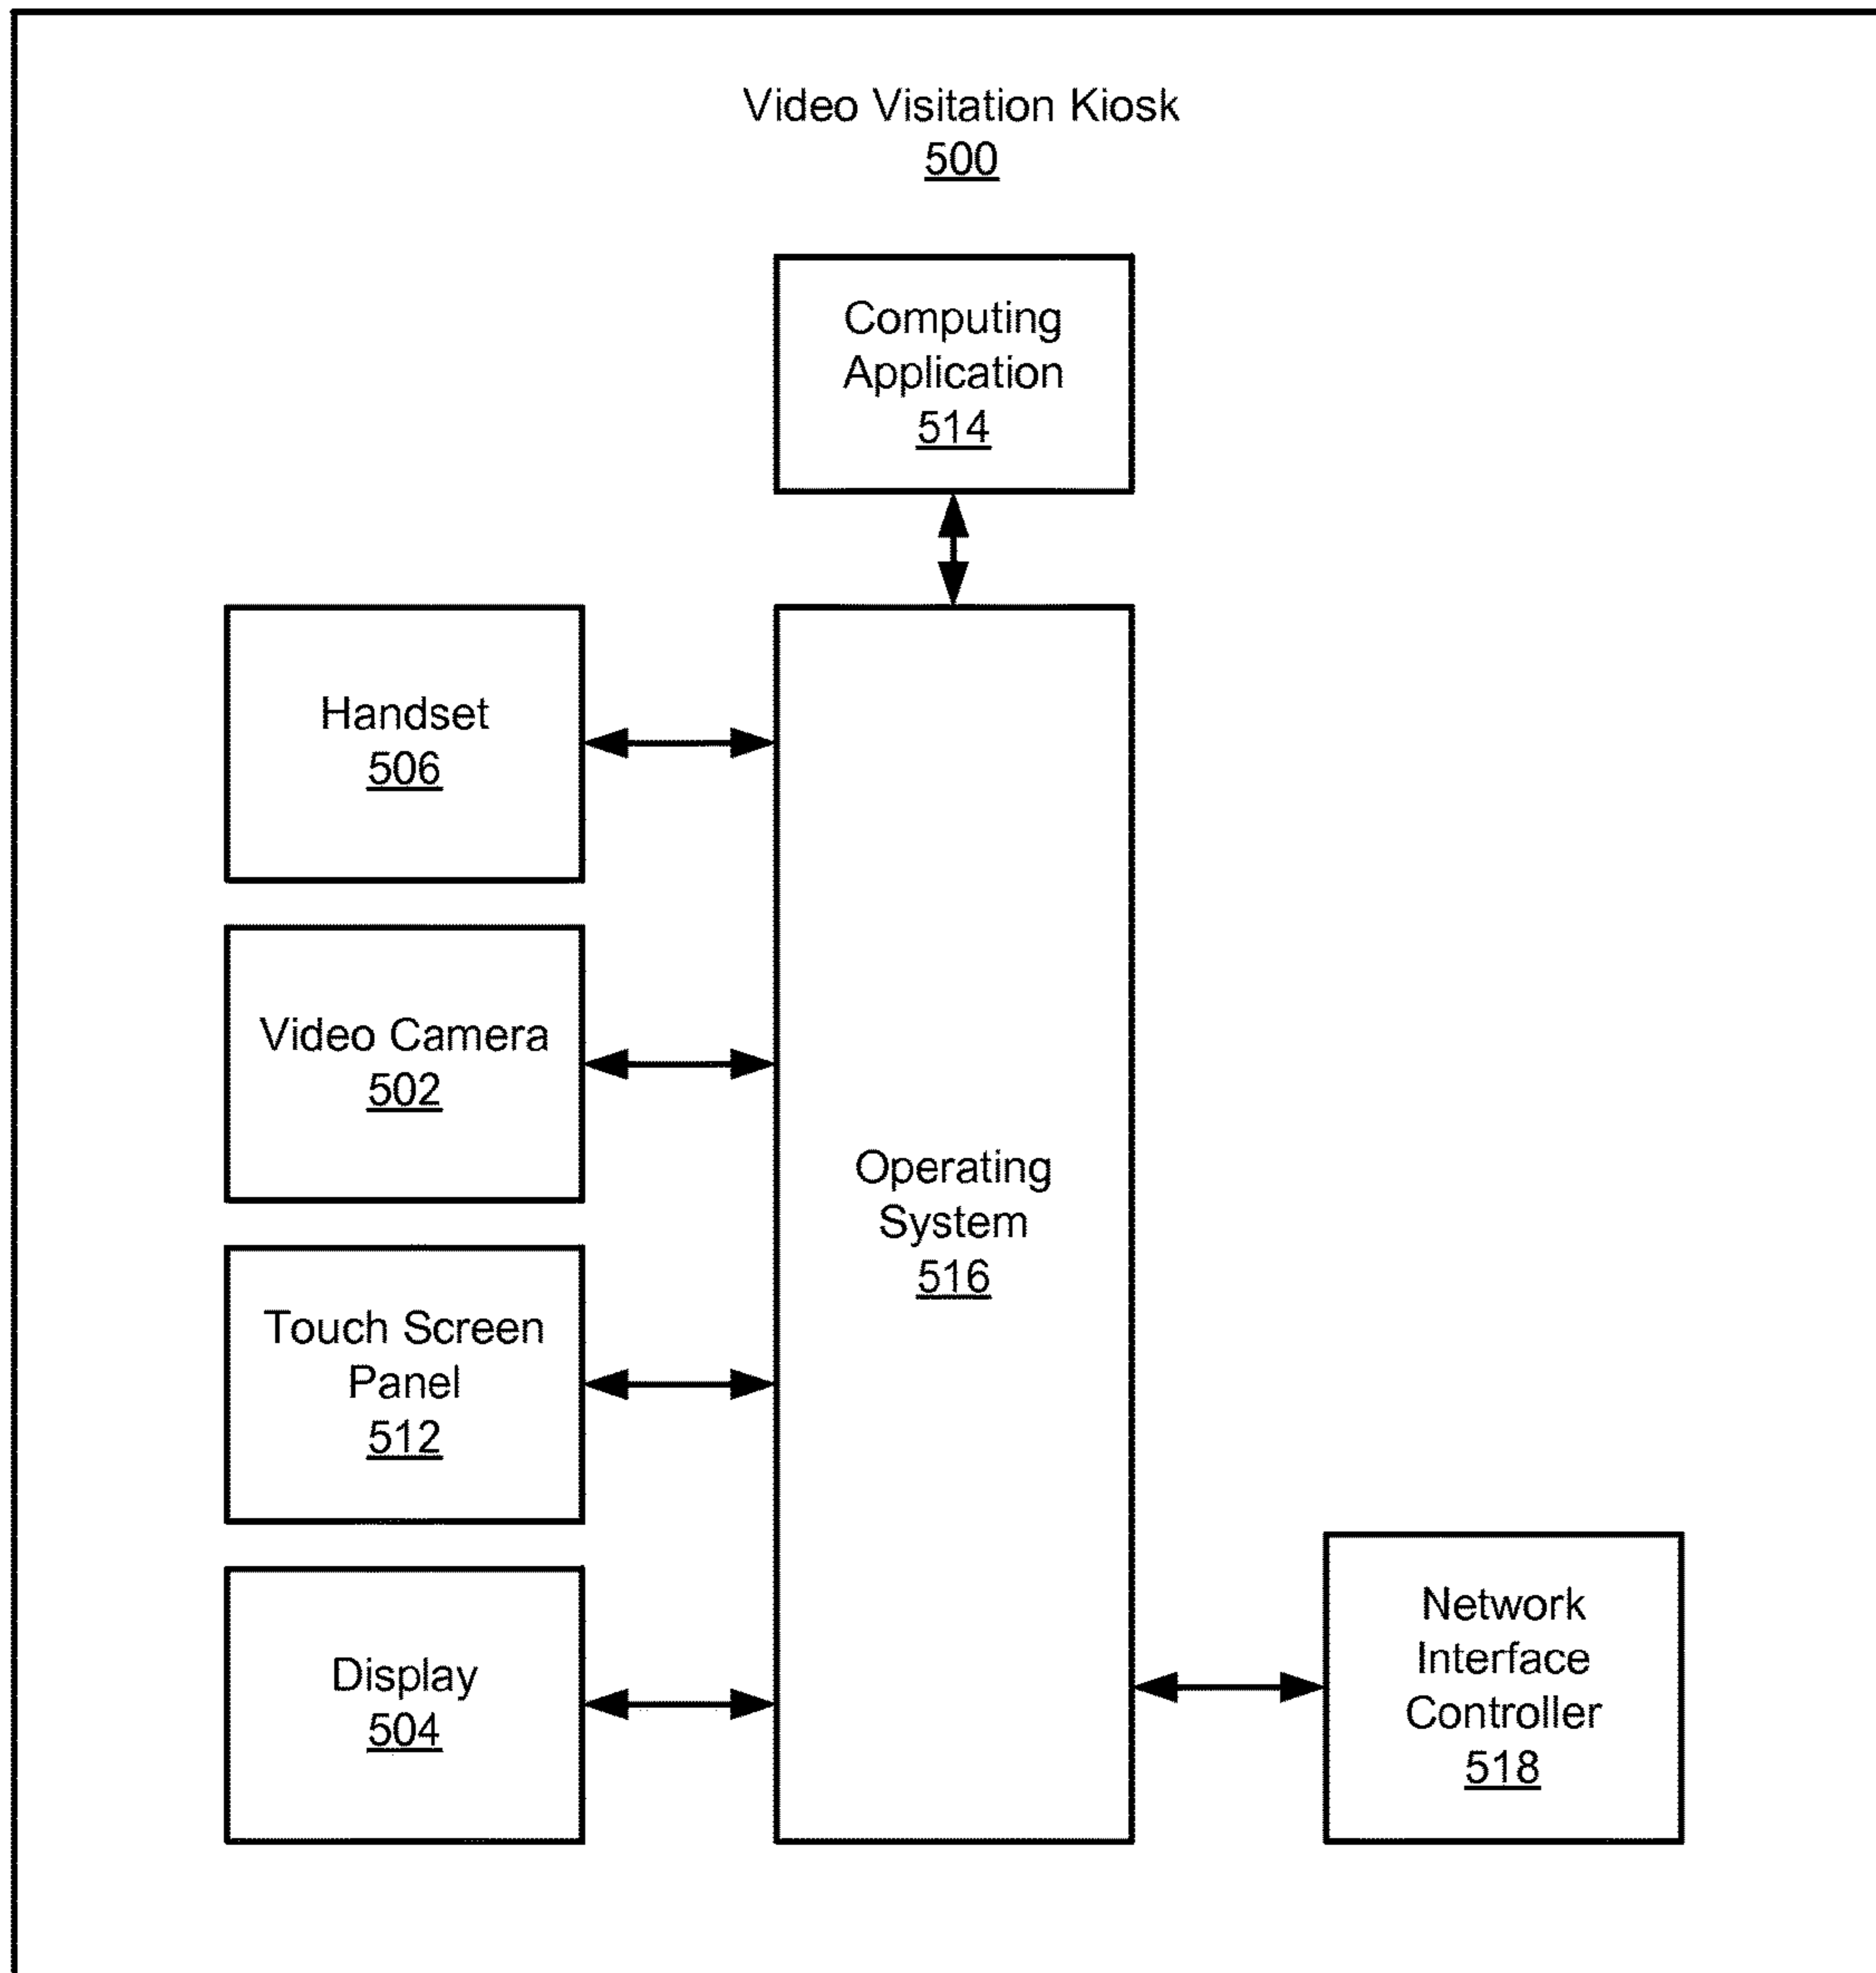 Video Visitation Kiosk
500
Computing
Application
514
Handset
506
Video Camera
502
Operating
System
516
Touch Screen
Panel
512
Display
504
Network
Interface
Controller
518